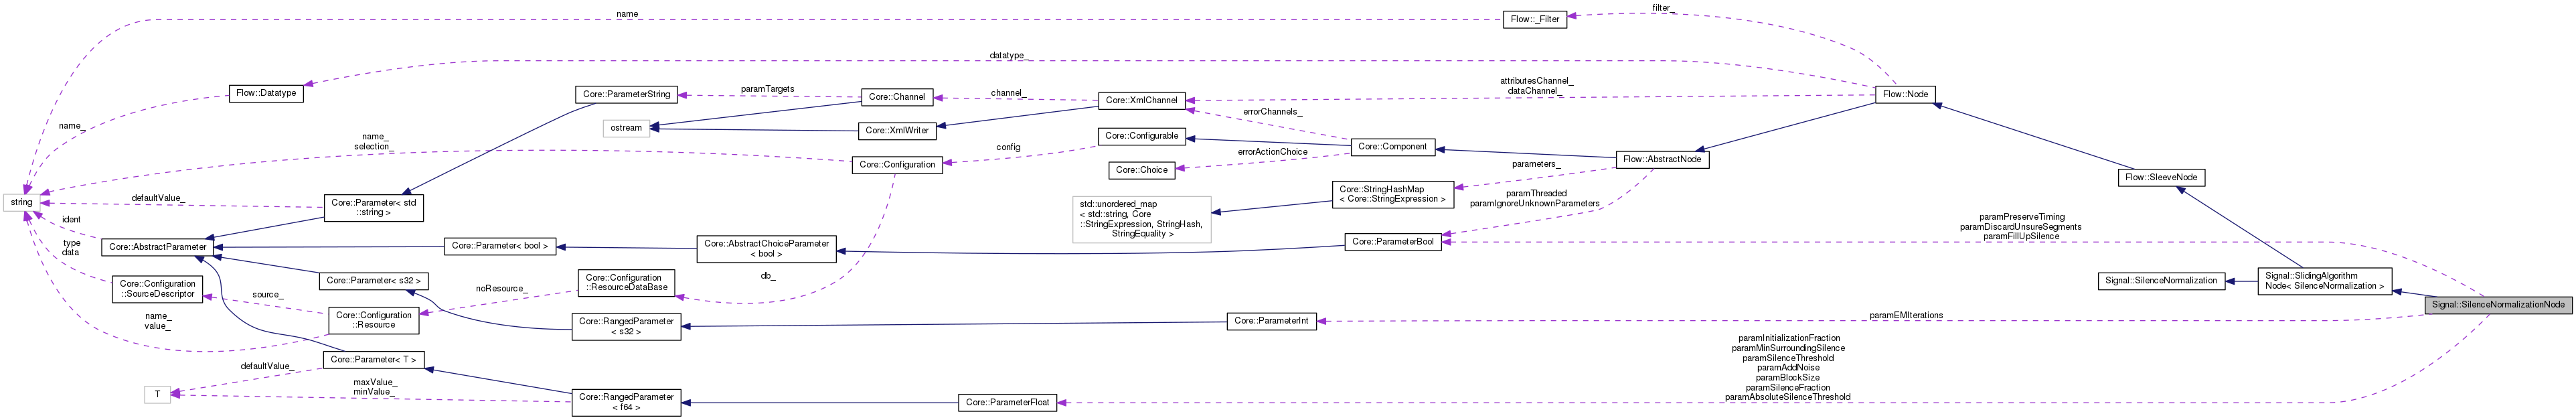 name
Flow::_Filter
filter_
datatype_
Flow::Datatype
Core::ParameterString
paramTargets
Core::Channel
channel_
Core::XmlChannel
attributesChannel_
dataChannel_
Flow::Node
name_
ostream
Core::XmlWriter
errorChannels_
Core::Configurable
Core::Component
name_
selection_
Core::Configuration
config
Core::Choice
errorActionChoice
Flow::AbstractNode
parameters_
Flow::SleeveNode
string
defaultValue_
Core::Parameter< std
::string >
std::unordered_map
< std::string, Core
::StringExpression, StringHash,
StringEquality >
Core::StringHashMap
< Core::StringExpression >
paramThreaded
paramIgnoreUnknownParameters
ident
Core::AbstractParameter
Core::Parameter< bool >
Core::AbstractChoiceParameter
< bool >
Core::ParameterBool
paramPreserveTiming
paramDiscardUnsureSegments
paramFillUpSilence
type
data
Core::Configuration
::SourceDescriptor
source_
Core::Parameter< s32 >
noResource_
Core::Configuration
::ResourceDataBase
db_
Signal::SilenceNormalization
Signal::SlidingAlgorithm
Node< SilenceNormalization >
Signal::SilenceNormalizationNode
name_
value_
Core::Configuration
::Resource
Core::RangedParameter
< s32 >
Core::ParameterInt
paramEMIterations
Core::Parameter< T >
defaultValue_
T
maxValue_
minValue_
Core::RangedParameter
< f64 >
Core::ParameterFloat
paramInitializationFraction
paramMinSurroundingSilence
paramSilenceThreshold
paramAddNoise
paramBlockSize
paramSilenceFraction
paramAbsoluteSilenceThreshold